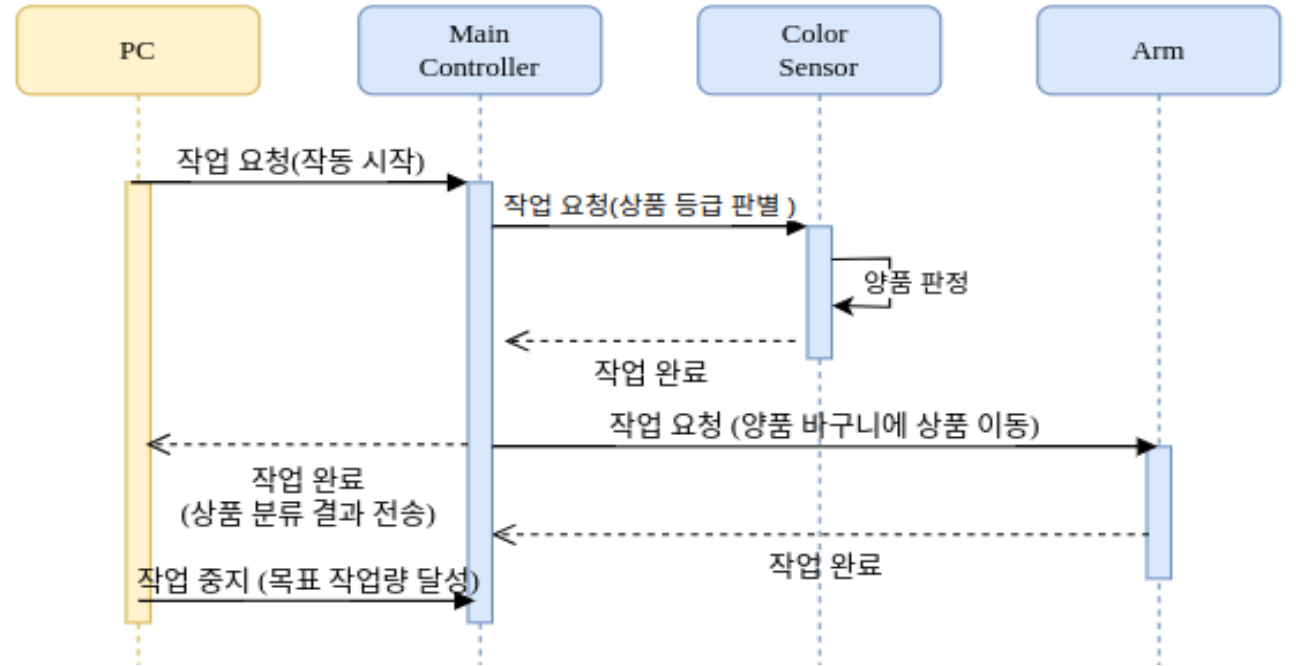 PC
Main
Controller
Color
Sensor
Arm
작업 요청(작동 시작)
작업 요청(상품 등급 판별 )
양품 판정
작업 완료
작업 요청 (양품 바구니에 상품 이동)
작업 완료
(상품 분류 결과 전송)
작업 완료
작업 중지 (목표 작업량 달성)